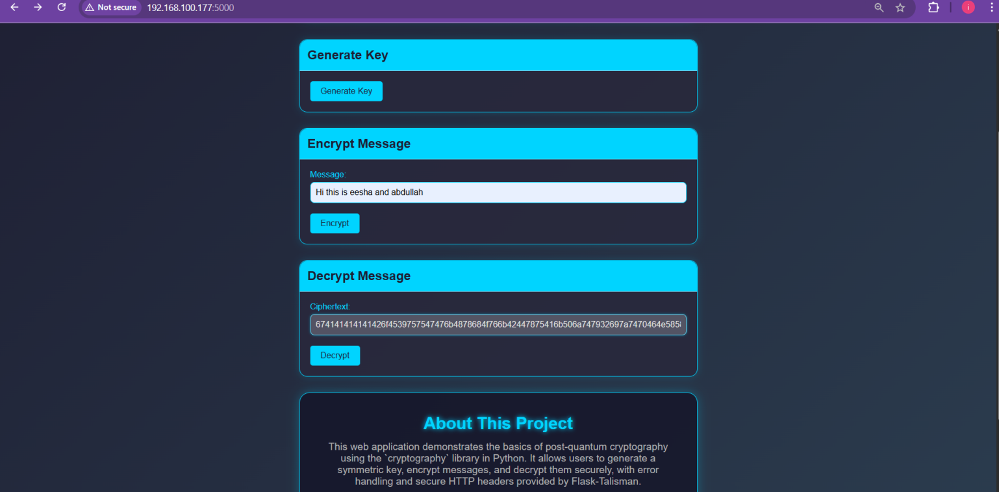 Not secure 192.168.100.177:5000
i
Generate Key
Generate Key
Encrypt Message
Message:
Hi this is eesha and abdullah
Encrypt
Decrypt Message
Ciphertext:
674141414141426f4539757547476b4878684f766b42447875416b506a747932697a7470464e585
Decrypt
About This Project
This web application demonstrates the basics of post-quantum cryptography
using the `cryptography` library in Python. It allows users to generate a
symmetric key, encrypt messages, and decrypt them securely, with error
handling and secure HTTP headers provided by Flask-Talisman.